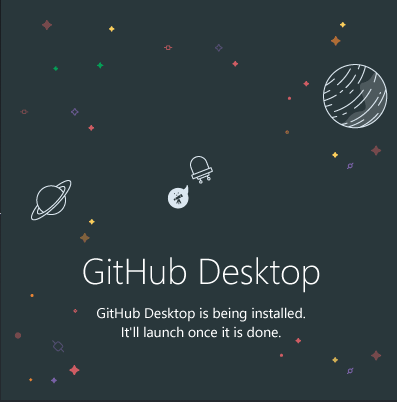 GitHub Desktop
GitHub Desktop is being installed.
It'll launch once it is done.